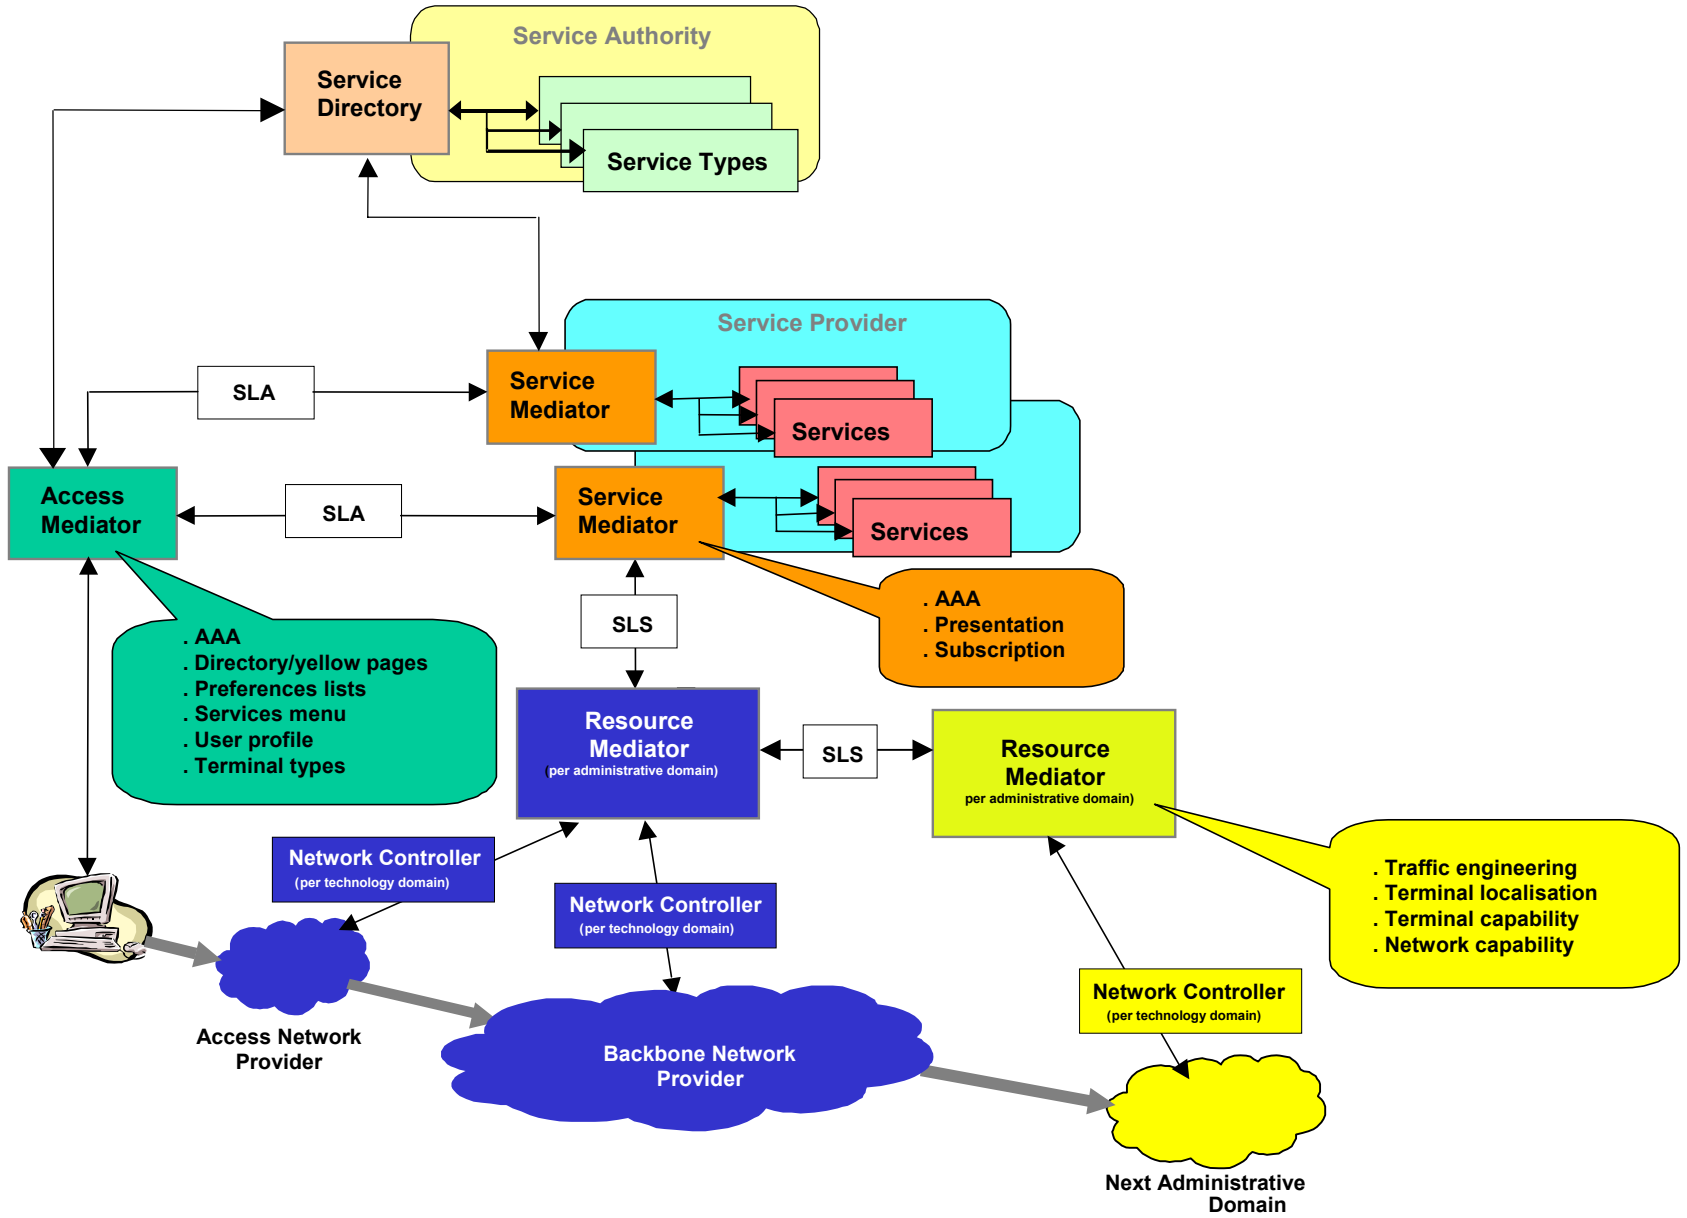 Service Authority
Service
Directory
Service Types
Service Provider
SLA
Service
Mediator
Services
Access
Mediator
SLA
Service
Mediator
Services
. AAA
. Presentation
. Subscription
SLS
. AAA
. Directory/yellow pages
. Preferences lists
. Services menu
. User profile
. Terminal types
Resource
Mediator
(per administrative domain)
SLS
Resource
Mediator
per administrative domain)
Network Controller
(per technology domain)
Network Controller
(per technology domain)
. Traffic engineering
. Terminal localisation
. Terminal capability
. Network capability
Network Controller
(per technology domain)
Access Network
Provider
Backbone Network
Provider
Next Administrative
Domain